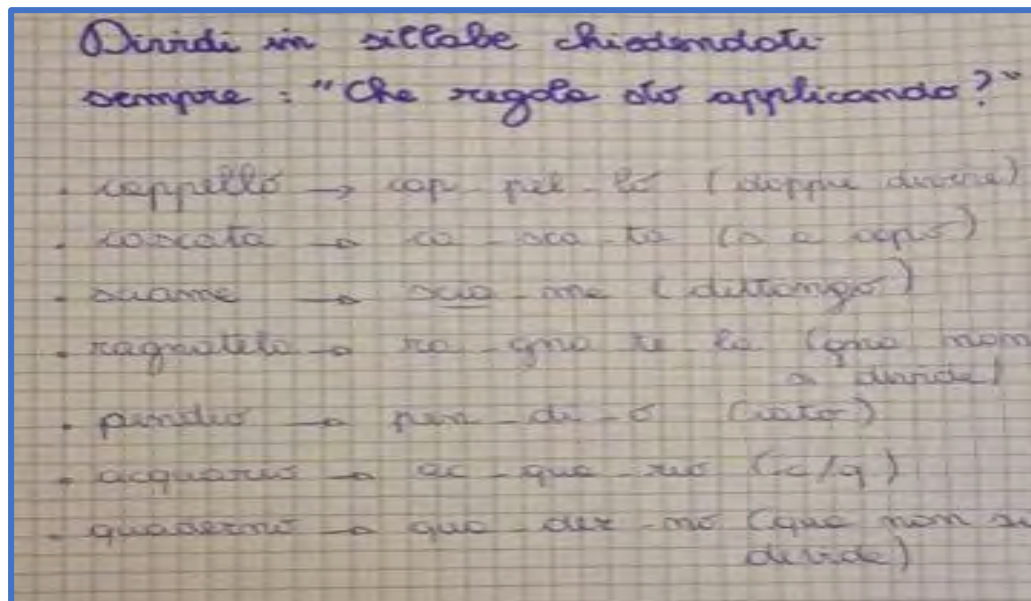 Dividi in sillabe chiedendoti
sempre: "Che regola sto applicando?"
. cappello → cap - pel - lo (doppie divise)
. cascata → ca - sca - ta (s a capo)
. sciame → scia - me (dittongo)
. ragnatela → ra - gna - te - la (gna non
si divide)
. pendio → pen - di - o (iato)
. acquario → ac - qua - rio (c/q)
. quaderno → qua - der - no (qua non si
divide)